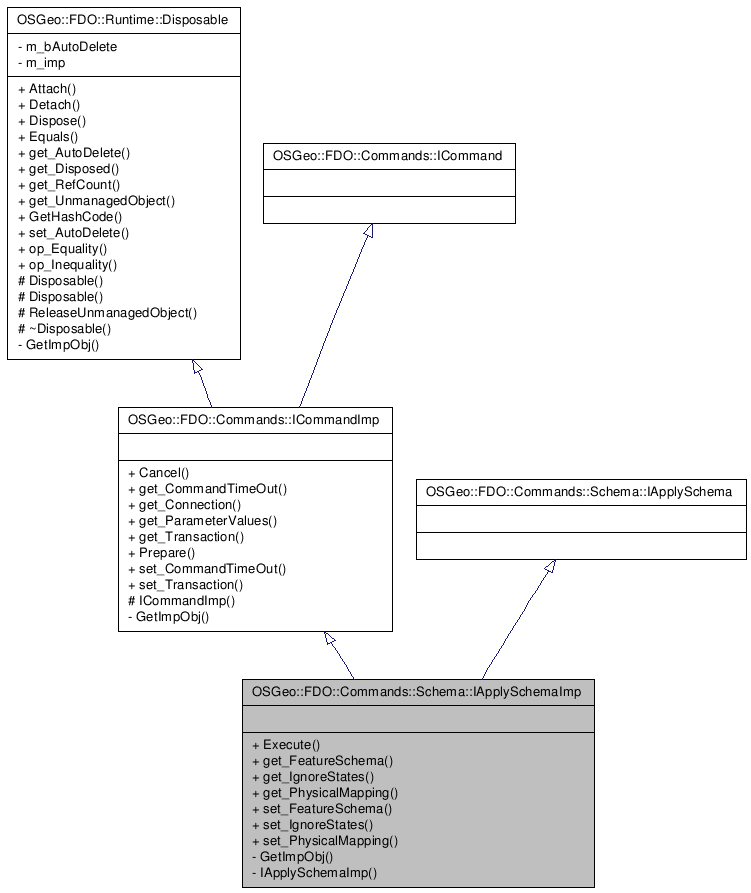 OSGeo::FDO::Runtime::Disposable
- m_bAutoDelete
- m_imp
+ Attach()
+ Detach()
+ Dispose()
+ Equals()
+ get_AutoDelete()
+ get_Disposed()
+ get_RefCount()
+ get_UnmanagedObject()
+ GetHashCode()
+ set_AutoDelete()
+ op_Equality()
+ op_Inequality()
# Disposable()
# Disposable()
# ReleaseUnmanagedObject()
# ~Disposable()
- GetImpObj()
OSGeo::FDO::Commands::ICommand
OSGeo::FDO::Commands::ICommandImp
+ Cancel()
+ get_CommandTimeOut()
+ get_Connection()
+ get_ParameterValues()
+ get_Transaction()
+ Prepare()
+ set_CommandTimeOut()
+ set_Transaction()
# ICommandImp()
- GetImpObj()
OSGeo::FDO::Commands::Schema::IApplySchema
OSGeo::FDO::Commands::Schema::IApplySchemaImp
+ Execute()
+ get_FeatureSchema()
+ get_IgnoreStates()
+ get_PhysicalMapping()
+ set_FeatureSchema()
+ set_IgnoreStates()
+ set_PhysicalMapping()
- GetImpObj()
- IApplySchemaImp()